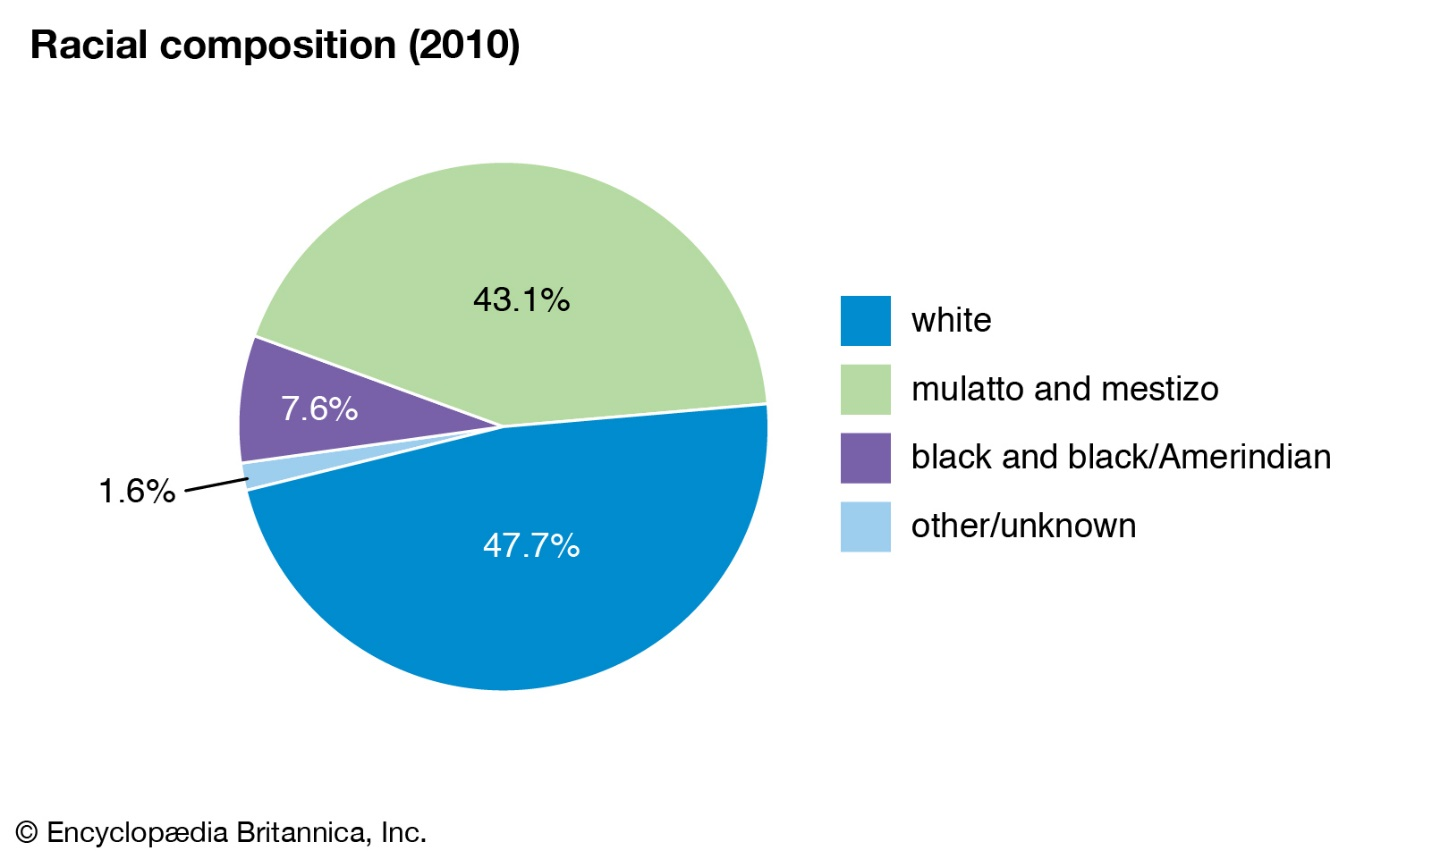 Racial composition (2010)
43.1%
7.6%
1.6%
47.7%
white
mulatto and mestizo
black and black/Amerindian
other/unknown
© Encyclopædia Britannica, Inc.